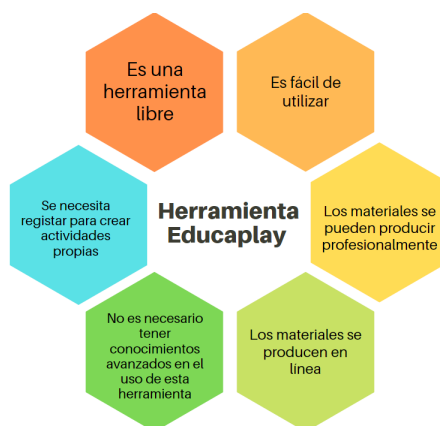 Es una
herramienta
libre
Es fácil de
utilizar
Se necesita
registar para crear
actividades
propias
Herramienta
Educaplay
Los materiales se
pueden producir
profesionalmente
No es necesario
tener
conocimientos
avanzados en el
uso de esta
herramienta
Los materiales se
producen en
línea